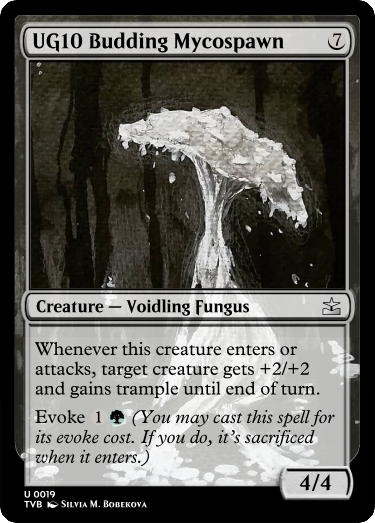 UG10 Budding Mycospawn 7
Creature — Voidling Fungus
Whenever this creature enters or
attacks, target creature gets +2/+2
and gains trample until end of turn.
Evoke 1 (You may cast this spell for
its evoke cost. If you do, it's sacrificed
when it enters.)
4/4
U 0019
TVB Silvia M. Bobekova